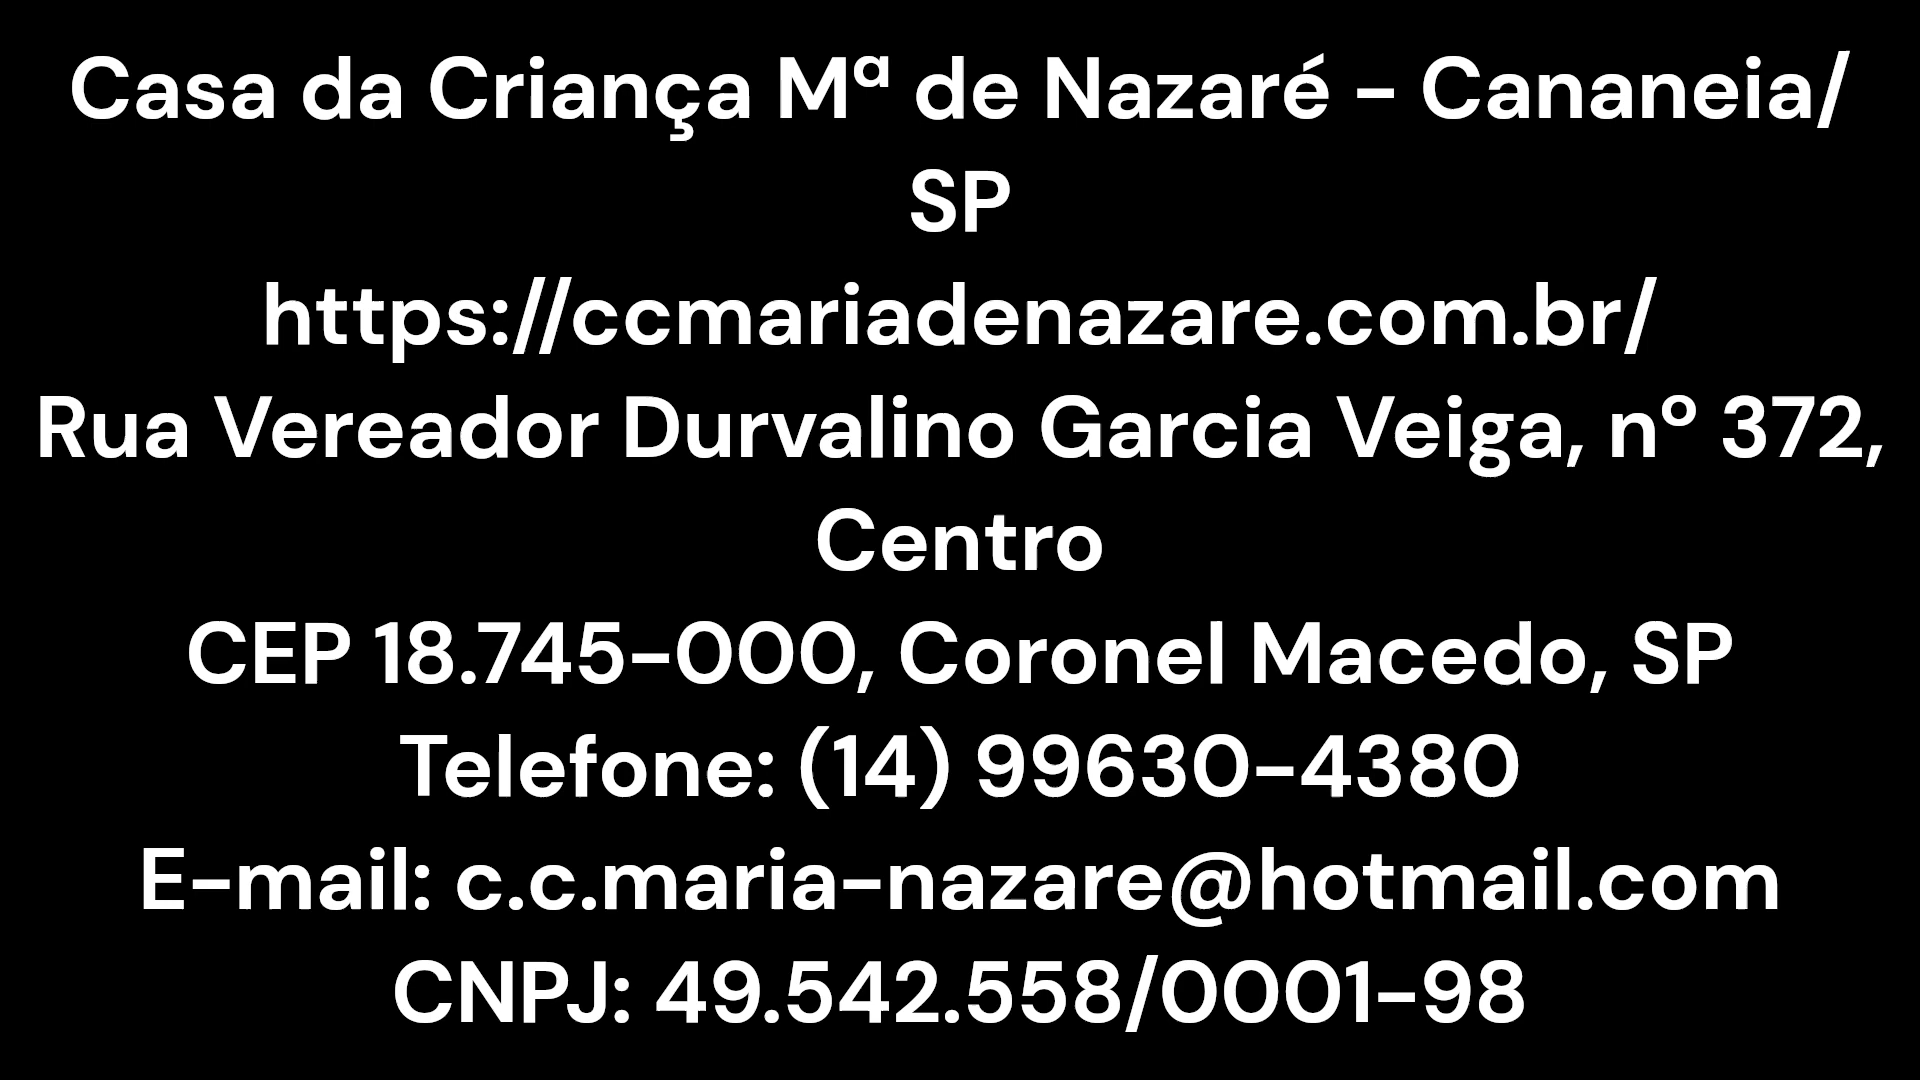 Casa da Criança Mª de Nazaré - Cananeia/
SP
https://ccmariadenazare.com.br/
Rua Vereador Durvalino Garcia Veiga, nº 372,
Centro
CEP 18.745-000, Coronel Macedo, SP
Telefone: (14) 99630-4380
E-mail: c.c.maria-nazare@hotmail.com
CNPJ: 49.542.558/0001-98